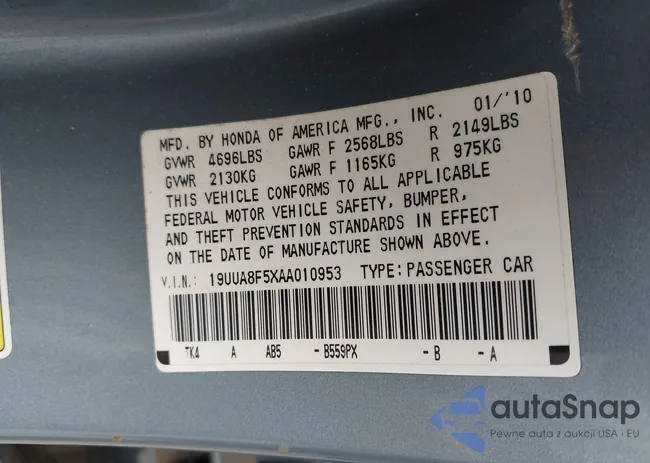 MFD. BY HONDA OF AMERICA MFG., INC. 01/'10
GVWR 4696LBS GAWR F 2568LBS R 2149LBS
GVWR 2130KG GAWR F 1165KG R 975KG
THIS VEHICLE CONFORMS TO ALL APPLICABLE
FEDERAL MOTOR VEHICLE SAFETY, BUMPER,
AND THEFT PREVENTION STANDARDS IN EFFECT
ON THE DATE OF MANUFACTURE SHOWN ABOVE.
V.I.N.: 19UUA8F5XAA010953 TYPE: PASSENGER CAR
TK4 A AB5 -B559PX -B -A
autaSnap
Pewne auta z aukcji USA i EU